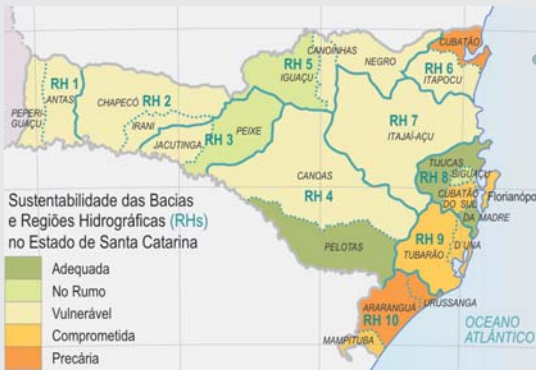 CUBATÃO
CANOINHAS
NEGRO
RH 5
IGUAÇU
RH 6
ITAPOCU
RH 1
ANTAS
CHAPECÓ
RH 2
PEPERI-
GUAÇU
IRANI
RH 3
PEIXE
RH 7
ITAJAÍ-AÇU
JACUTINGA
TIJUCAS
RH 8
BIGUAÇU
CANOAS
RH 4
CUBATÃO
DO SUL
Florianóp
DA MADRE
Sustentabilidade das Bacias
e Regiões Hidrográficas (RHs)
no Estado de Santa Catarina
PELOTAS
RH 9
TUBARÃO
D'UNA
Adequada
No Rumo
Vulnerável
Comprometida
Precária
ARARANGUÁ
URUSSANGA
RH 10
MAMPITUBA
OCEANO
ATLÂNTICO